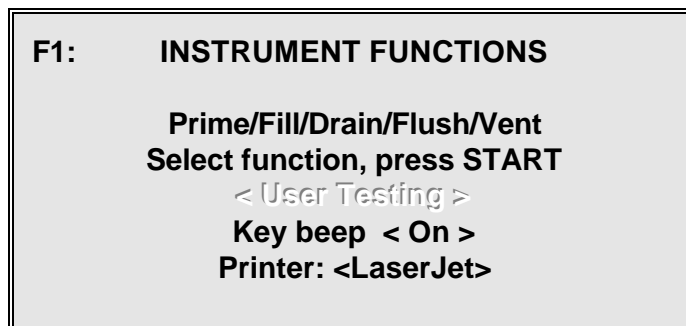 F1: INSTRUMENT FUNCTIONS
Prime/Fill/Drain/Flush/Vent
Select function, press START
< User Testing >
Key beep < On >
Printer: <LaserJet>